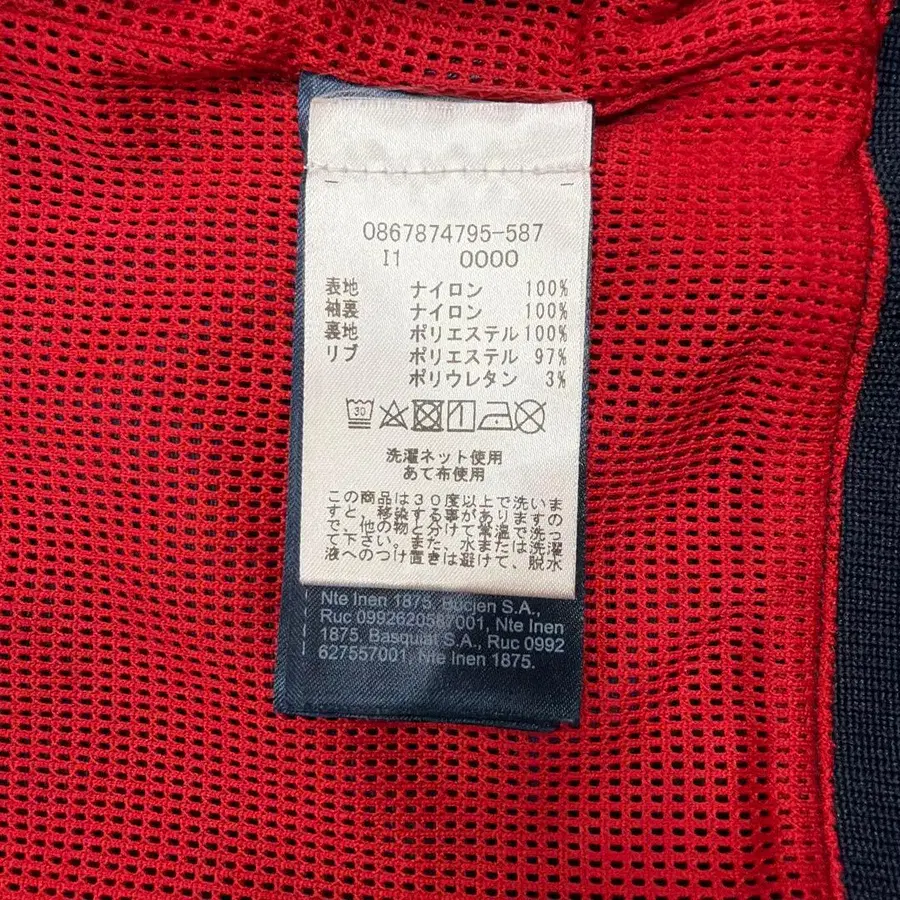 0867874795-587
I1 0000
表地 ナイロン 100%
袖裏 ナイロン 100%
裏地 ポリエステル 100%
リブ ポリエステル 97%
ポリウレタン 3%
30
洗濯ネット使用
あて布使用
この商品は30度以上で洗いま
すと、移染する事がありますの
で、他の物と分けて常温で洗っ
て下さい。また、水または洗濯
液へのつけ置きは避けて、脱水
Nte Inen 1875. Bucjen S.A.,
Ruc 0992620587001, Nte Inen
1875. Basquiat S.A., Ruc 0992
627557001, Nte Inen 1875.